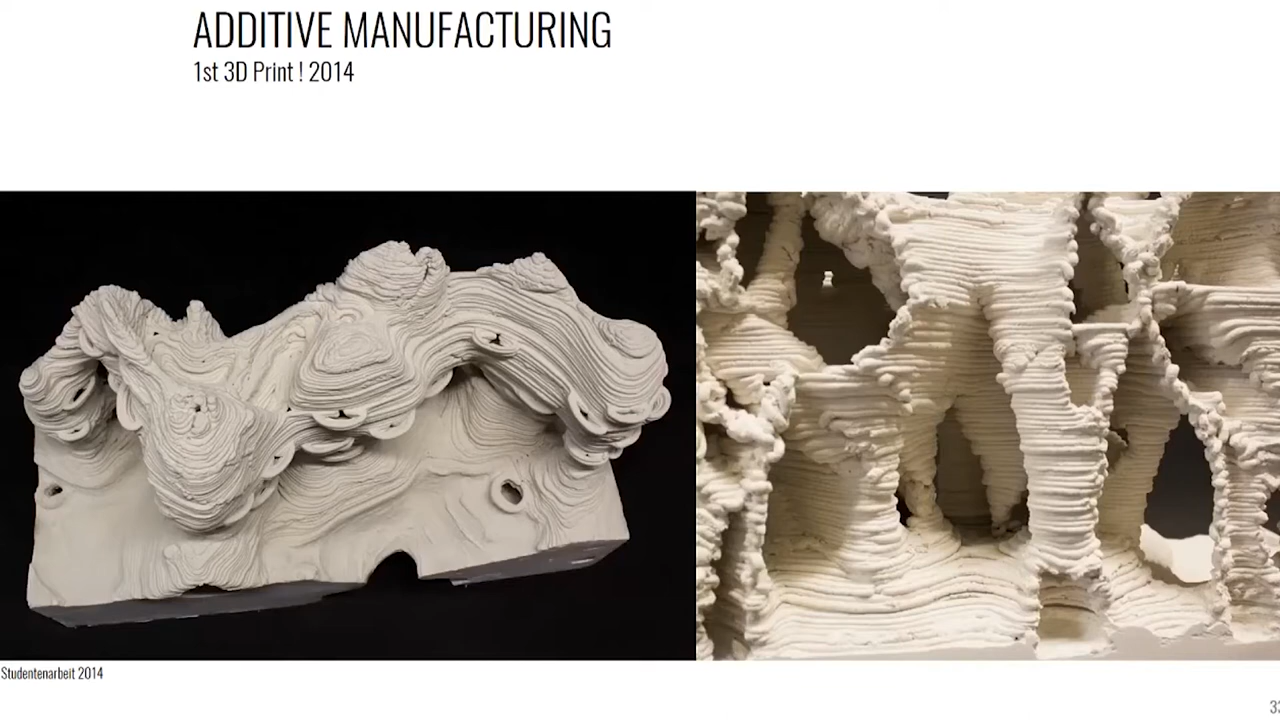 ADDITIVE MANUFACTURING
1st 3D Print ! 2014
Studentenarbeit 2014